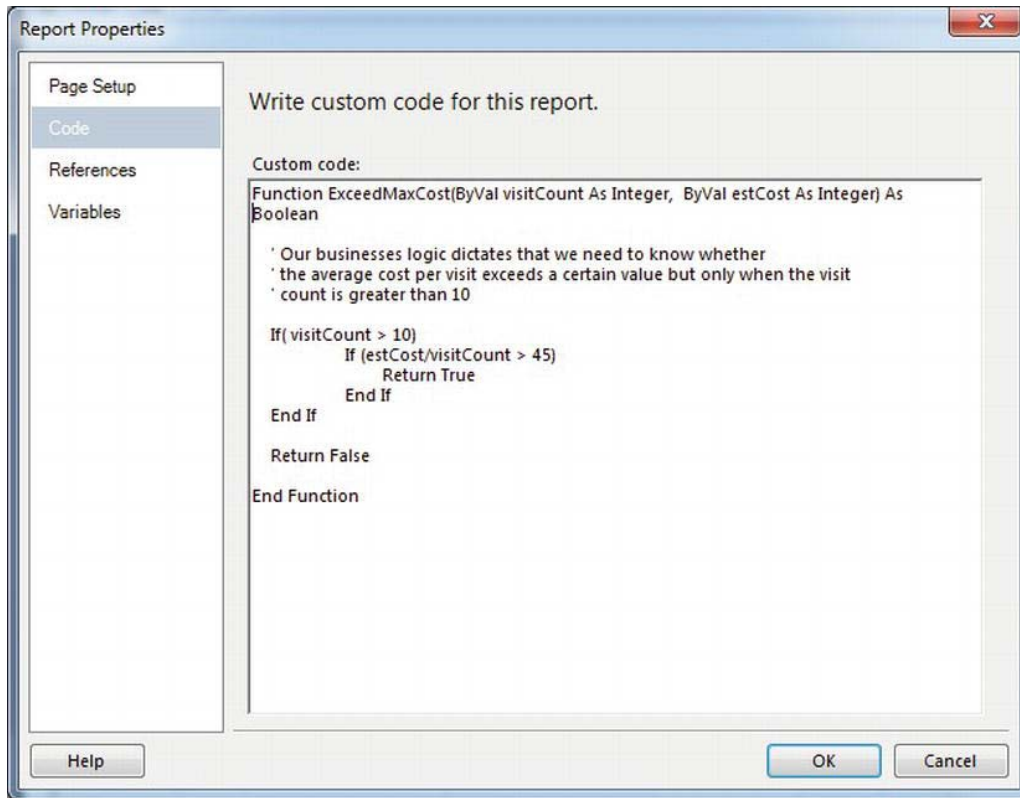 Report Properties
Page Setup
Code
References
Variables
Write custom code for this report.
Custom code:
Function ExceedMaxCost(ByVal visitCount As Integer,  ByVal estCost As Integer) As
Boolean
' Our businesses logic dictates that we need to know whether
' the average cost per visit exceeds a certain value but only when the visit
' count is greater than 10
If( visitCount > 10)
If (estCost/visitCount > 45)
Return True
End If
End If
Return False
End Function
Help
OK
Cancel